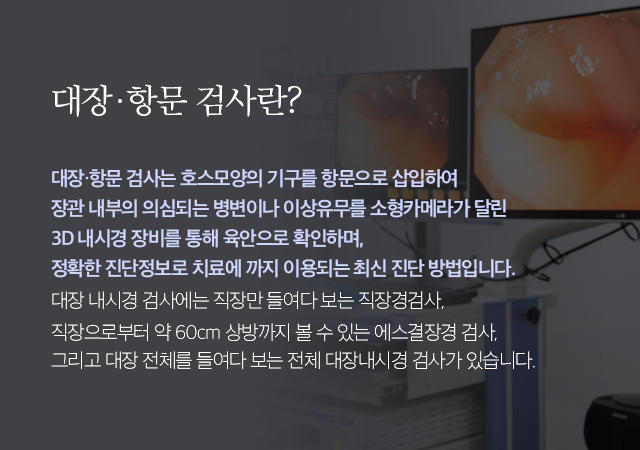 대장·항문 검사란?
대장·항문 검사는 호스모양의 기구를 항문으로 삽입하여
장관 내부의 의심되는 병변이나 이상유무를 소형카메라가 달린
3D 내시경 장비를 통해 육안으로 확인하며,
정확한 진단정보로 치료에 까지 이용되는 최신 진단 방법입니다.
대장 내시경 검사에는 직장만 들여다 보는 직장경검사,
직장으로부터 약 60cm 상방까지 볼 수 있는 에스결장경 검사,
그리고 대장 전체를 들여다 보는 전체 대장내시경 검사가 있습니다.